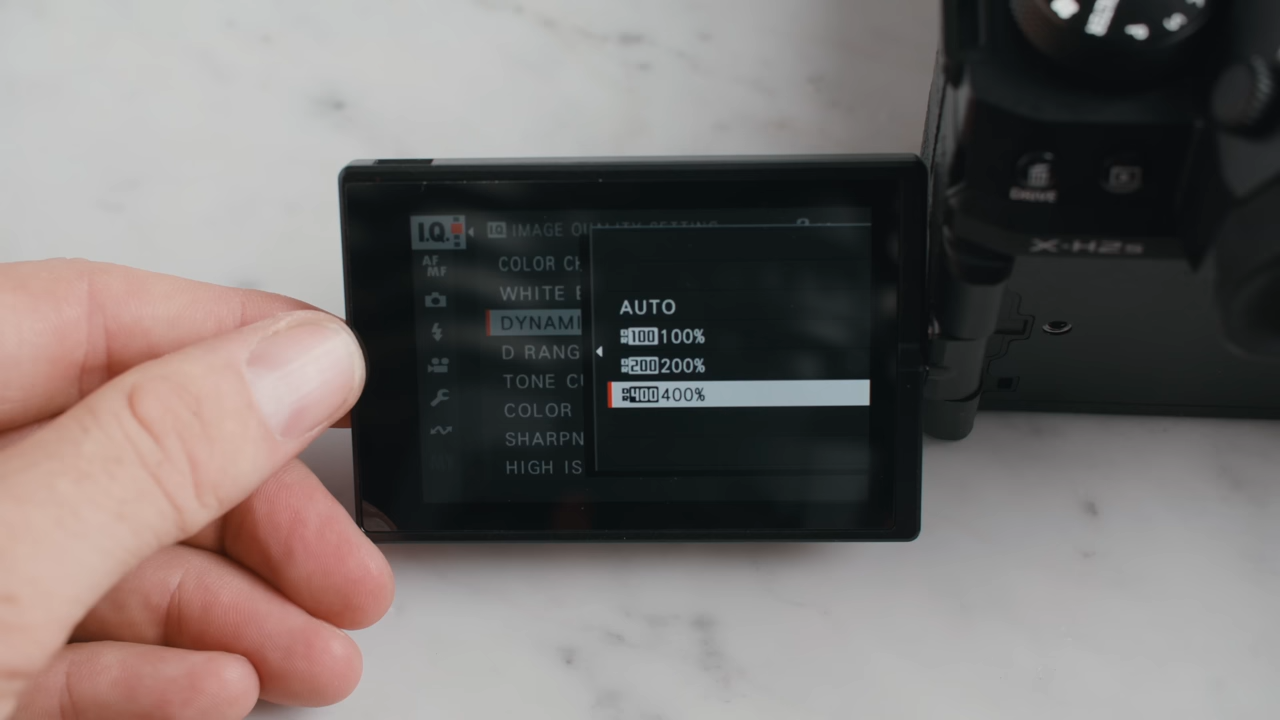 I.Q.
IQ IMAGE QUALITY SETTING
AF
MF
COLOR CH
WHITE
DYNAMI
D RANG
TONE CU
COLOR
SHARPN
HIGH IS
AUTO
100 100%
200 200%
400 400%
DRIVE
X-H2S